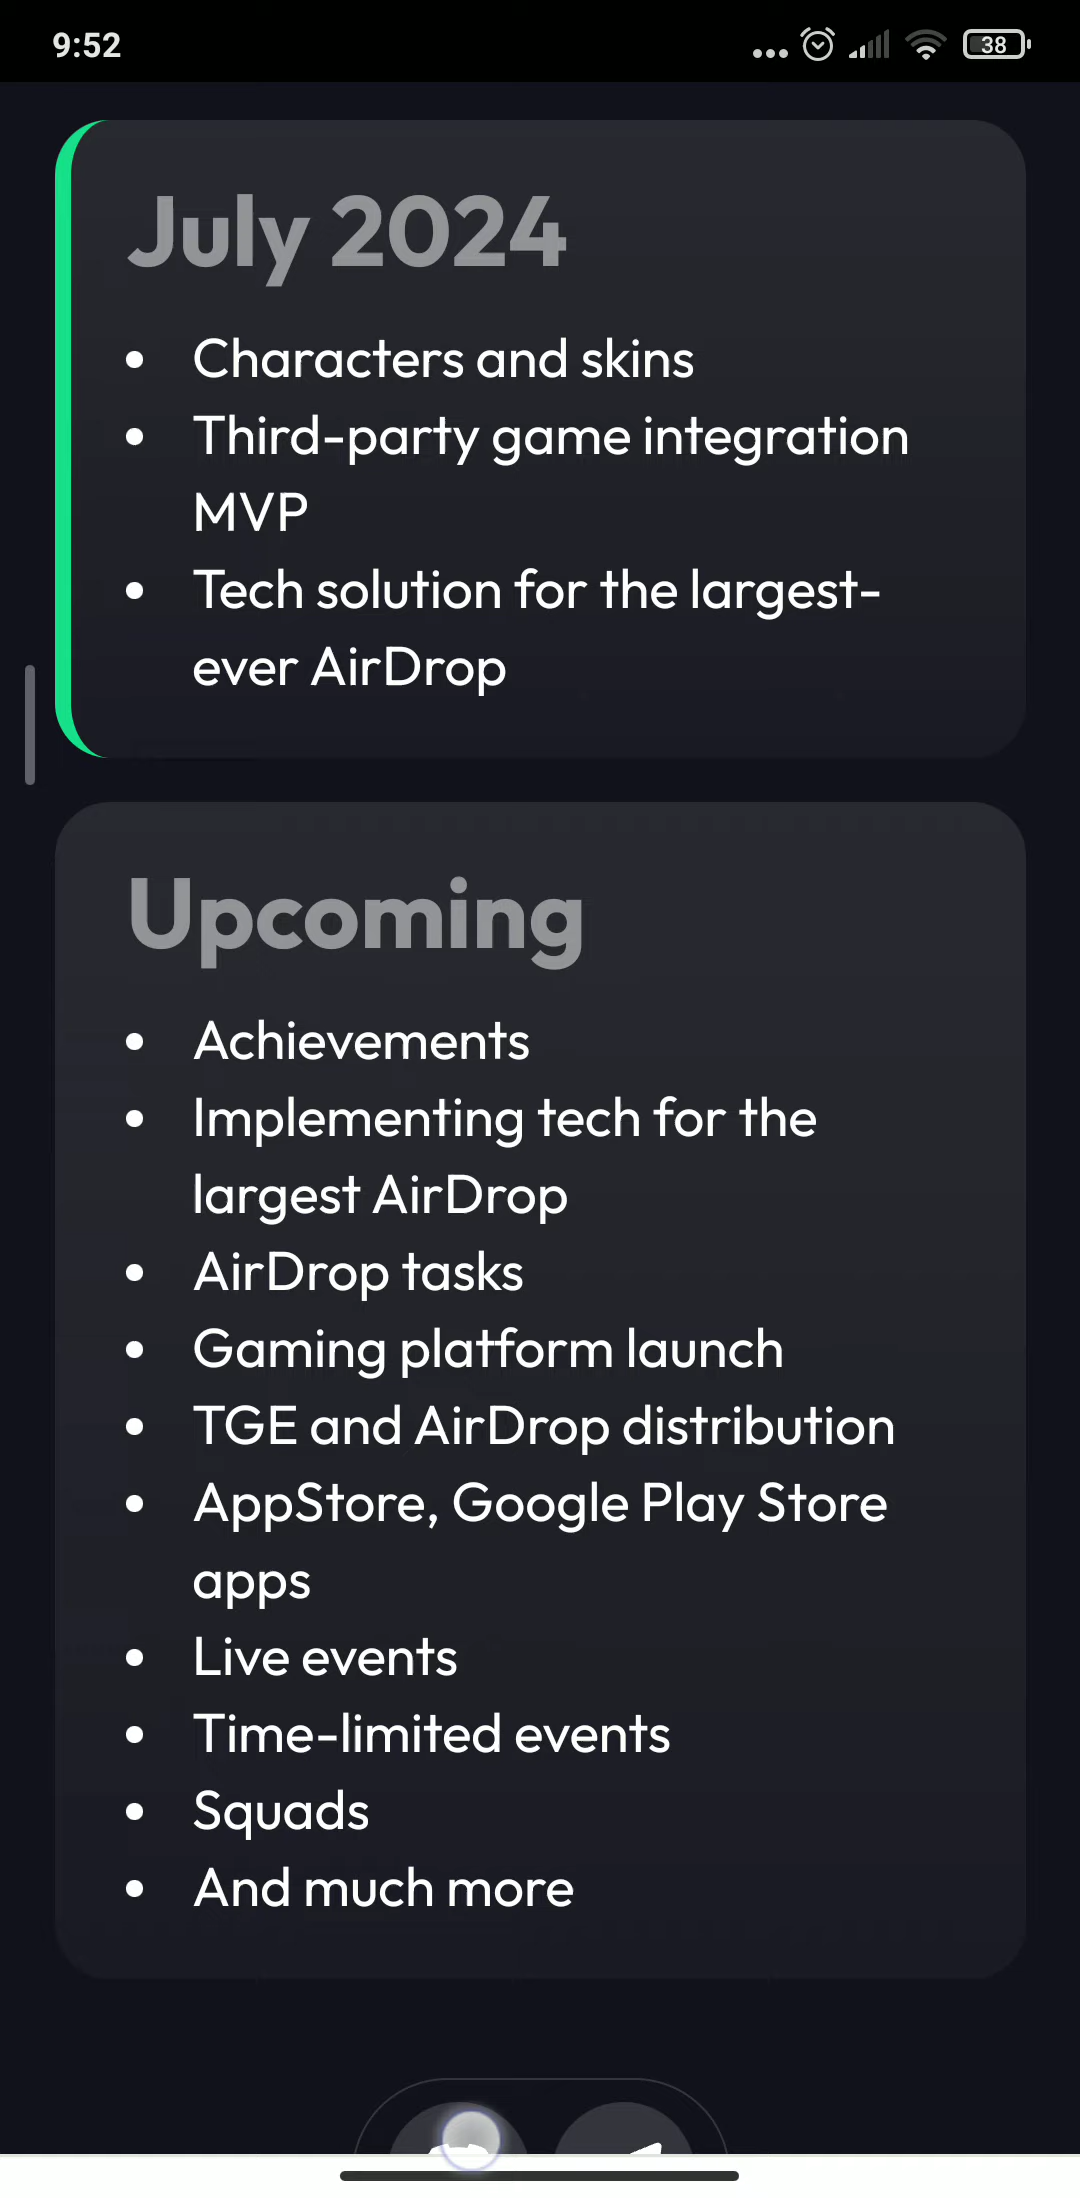 9:52
38
July 2024
• Characters and skins
• Third-party game integration
MVP
• Tech solution for the largest-
ever AirDrop
Upcoming
• Achievements
• Implementing tech for the
largest AirDrop
• AirDrop tasks
• Gaming platform launch
• TGE and AirDrop distribution
• AppStore, Google Play Store
apps
• Live events
• Time-limited events
• Squads
• And much more